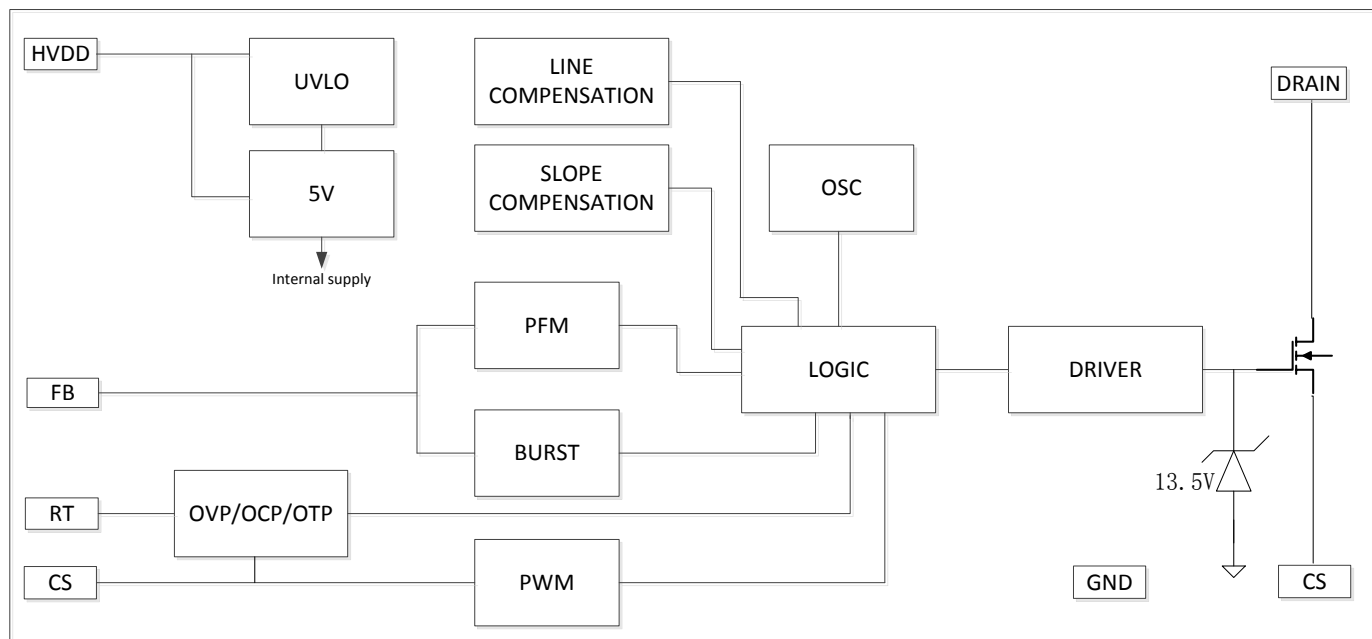 HVDD
UVLO
5V
Internal supply
LINE
COMPENSATION
SLOPE
COMPENSATION
OSC
DRAIN
PFM
LOGIC
DRIVER
FB
BURST
13.5V
RT
OVP/OCP/OTP
CS
PWM
GND
CS